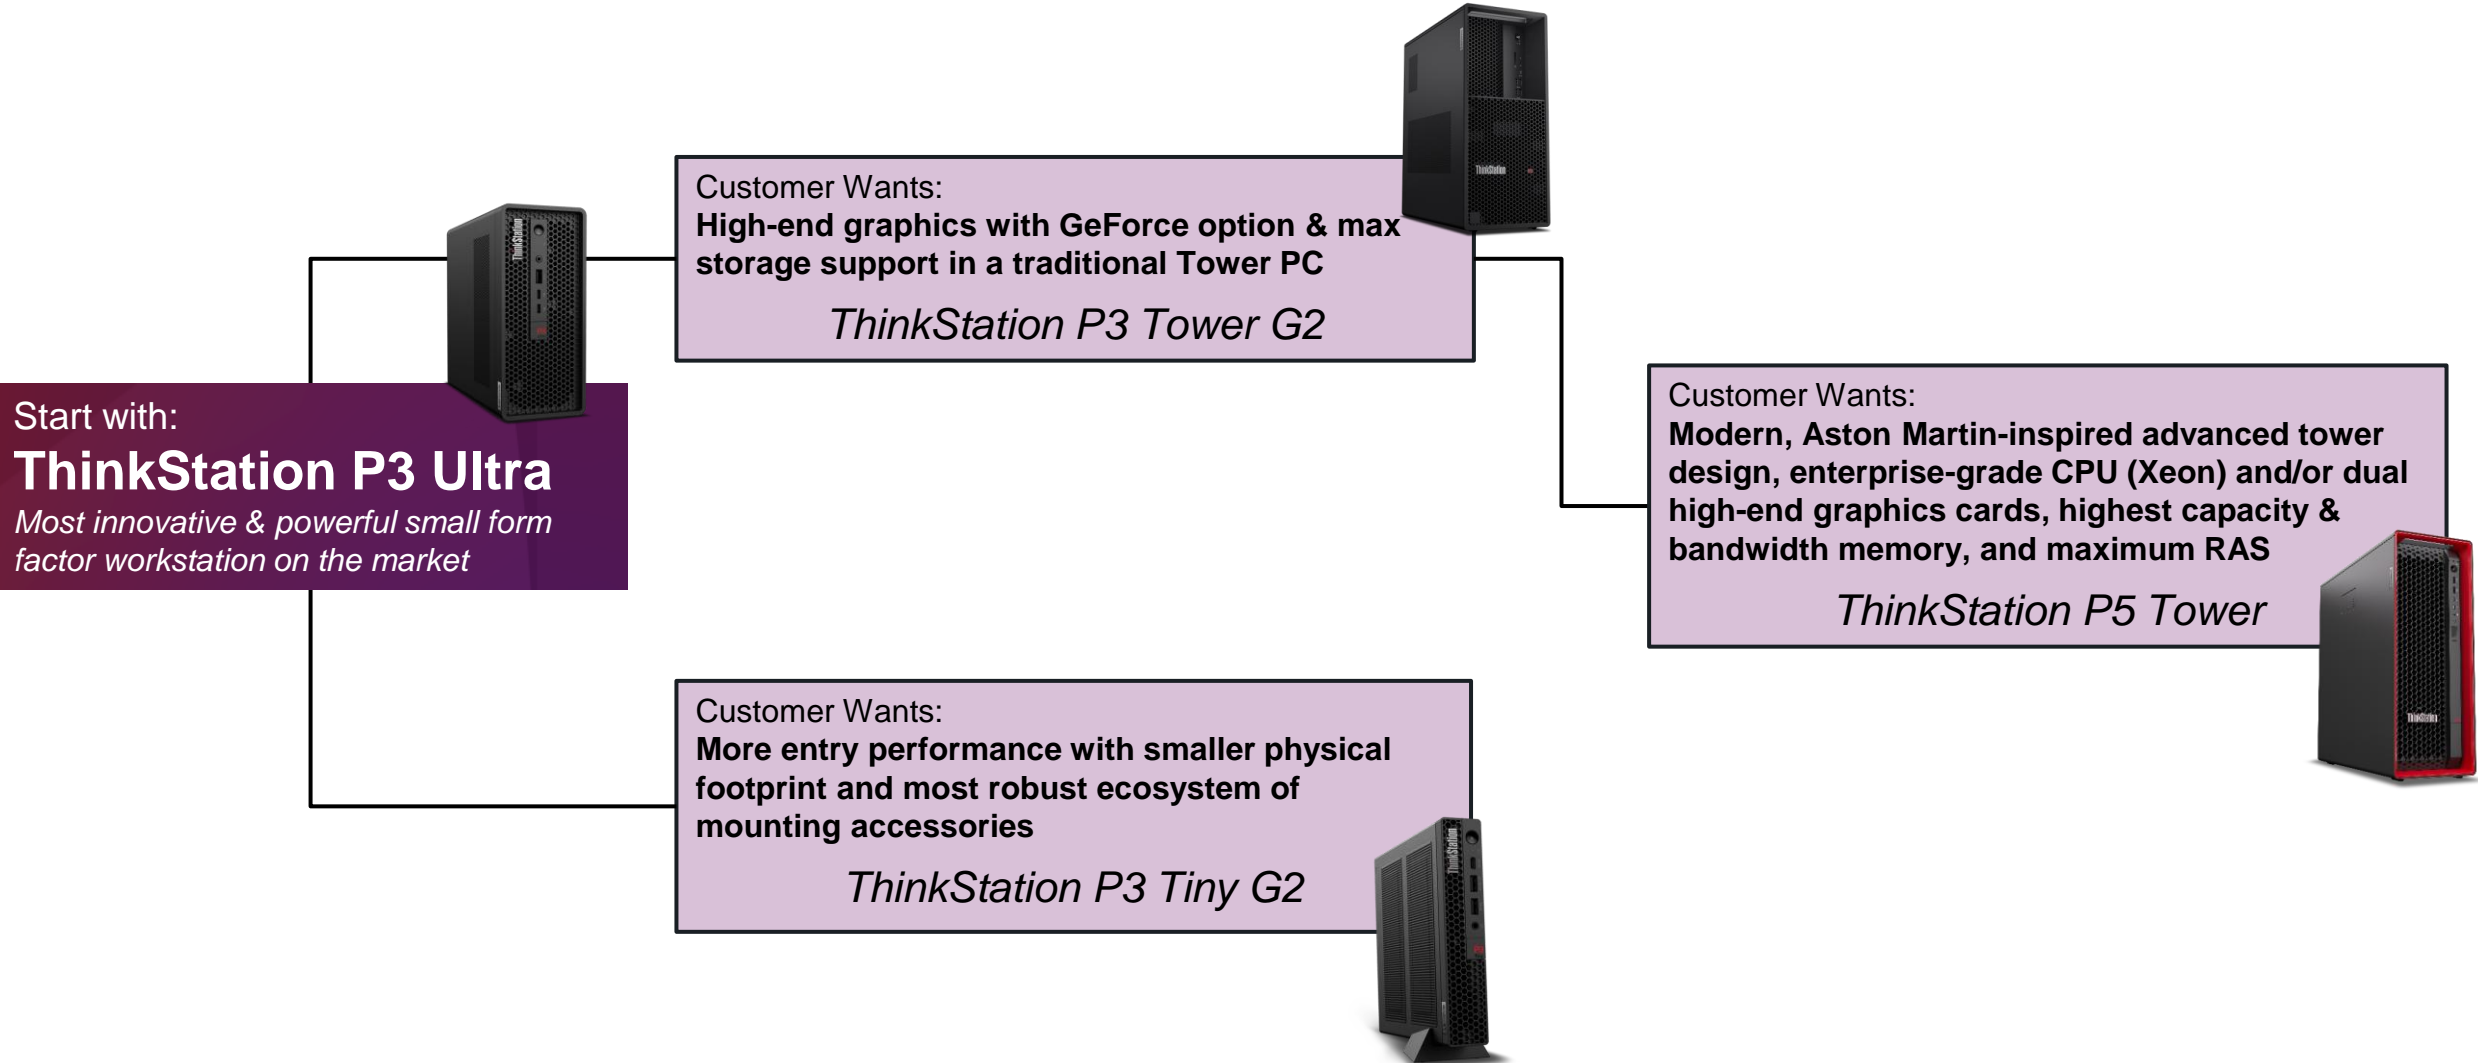 Customer Wants:
High-end graphics with GeForce option & max
storage support in a traditional Tower PC
ThinkStation P3 Tower G2
ThinkStation
ThinkStation
Start with:
ThinkStation P3 Ultra
Most innovative & powerful small form
factor workstation on the market
Customer Wants:
Modern, Aston Martin-inspired advanced tower
design, enterprise-grade CPU (Xeon) and/or dual
high-end graphics cards, highest capacity &
bandwidth memory, and maximum RAS
ThinkStation P5 Tower
ThinkStation
Customer Wants:
More entry performance with smaller physical
footprint and most robust ecosystem of
mounting accessories
ThinkStation P3 Tiny G2
ThinkStation